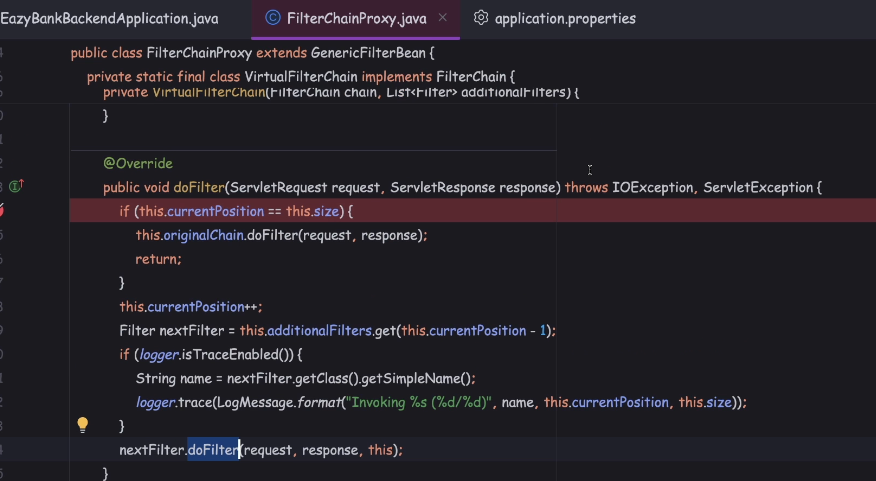 EazyBankBackendApplication.java FilterChainProxy.java application.properties
public class FilterChainProxy extends GenericFilterBean {
private static final class VirtualFilterChain implements FilterChain {
private VirtualFilterChain(FilterChain chain, List<Filter> additionalFilters) {
}
@Override
public void doFilter(ServletRequest request, ServletResponse response) throws IOException, ServletException {
if (this.currentPosition == this.size) {
this.originalChain.doFilter(request, response);
return;
}
this.currentPosition++;
Filter nextFilter = this.additionalFilters.get(this.currentPosition - 1);
if (logger.isTraceEnabled()) {
String name = nextFilter.getClass().getSimpleName();
logger.trace(LogMessage.format("Invoking %s (%d/%d)", name, this.currentPosition, this.size));
}
nextFilter.doFilter(request, response, this);
}